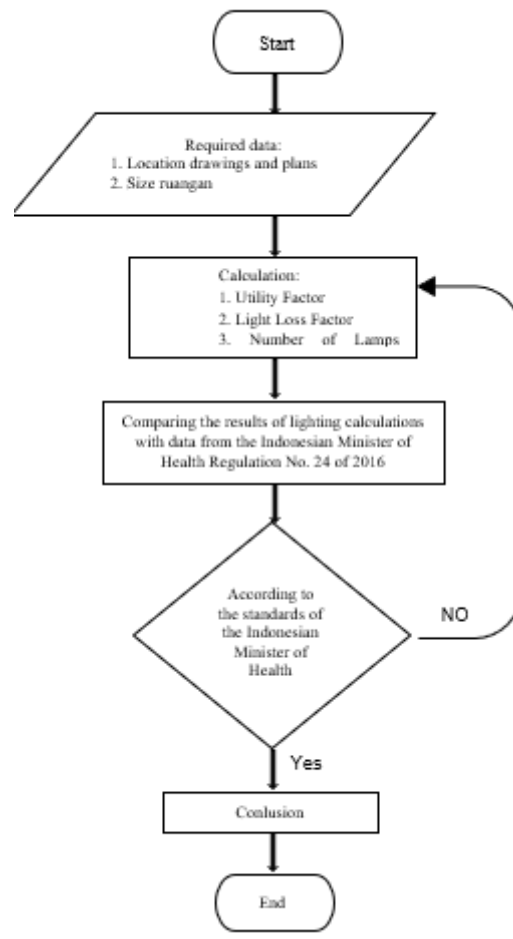 Start
Required data:
1. Location drawings and plans
2. Size ruangan
Calculation:
1. Utility Factor
2. Light Loss Factor
3. Number of Lamps
Comparing the results of lighting calculations
with data from the Indonesian Minister of
Health Regulation No. 24 of 2016
According to
the standards of
the Indonesian
Minister of
Health
NO
Yes
Conlusion
End